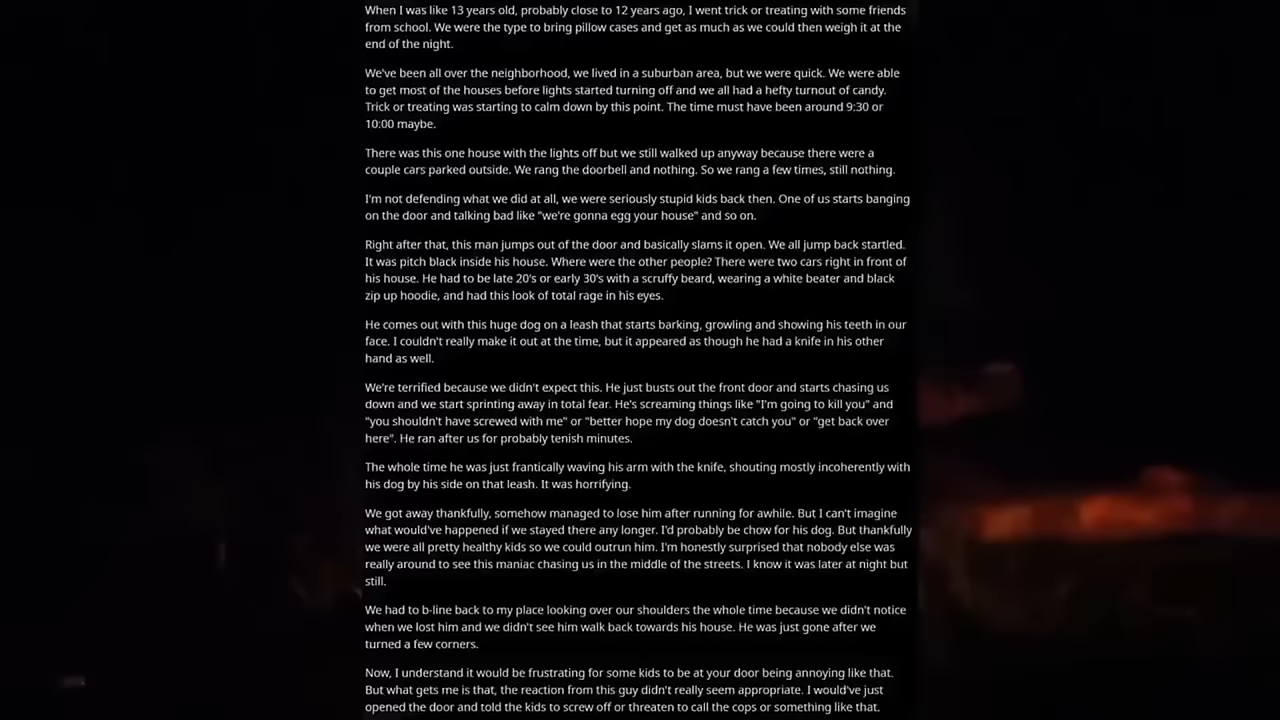 When I was like 13 years old, probably close to 12 years ago, I went trick or treating with some friends
from school. We were the type to bring pillow cases and get as much as we could then weigh it at the
end of the night.
We've been all over the neighborhood, we lived in a suburban area, but we were quick. We were able
to get most of the houses before lights started turning off and we all had a hefty turnout of candy.
Trick or treating was starting to calm down by this point. The time must have been around 9:30 or
10:00 maybe.
There was this one house with the lights off but we still walked up anyway because there were a
couple cars parked outside. We rang the doorbell and nothing. So we rang a few times, still nothing.
I'm not defending what we did at all, we were seriously stupid kids back then. One of us starts banging
on the door and talking bad like "we're gonna egg your house" and so on.
Right after that, this man jumps out of the door and basically slams it open. We all jump back startled.
It was pitch black inside his house. Where were the other people? There were two cars right in front of
his house. He had to be late 20's or early 30's with a scruffy beard, wearing a white beater and black
zip up hoodie, and had this look of total rage in his eyes.
He comes out with this huge dog on a leash that starts barking, growling and showing his teeth in our
face. I couldn't really make it out at the time, but it appeared as though he had a knife in his other
hand as well.
We're terrified because we didn't expect this. He just busts out the front door and starts chasing us
down and we start sprinting away in total fear. He's screaming things like "I'm going to kill you" and
"you shouldn't have screwed with me" or "better hope my dog doesn't catch you" or "get back over
here". He ran after us for probably tenish minutes.
The whole time he was just frantically waving his arm with the knife, shouting mostly incoherently with
his dog by his side on that leash. It was horrifying.
We got away thankfully, somehow managed to lose him after running for awhile. But I can't imagine
what would've happened if we stayed there any longer. I'd probably be chow for his dog. But thankfully
we were all pretty healthy kids so we could outrun him. I'm honestly surprised that nobody else was
really around to see this maniac chasing us in the middle of the streets. I know it was later at night but
still.
We had to b-line back to my place looking over our shoulders the whole time because we didn't notice
when we lost him and we didn't see him walk back towards his house. He was just gone after we
turned a few corners.
Now, I understand it would be frustrating for some kids to be at your door being annoying like that.
But what gets me is that, the reaction from this guy didn't really seem appropriate. I would've just
opened the door and told the kids to screw off or threaten to call the cops or something like that.